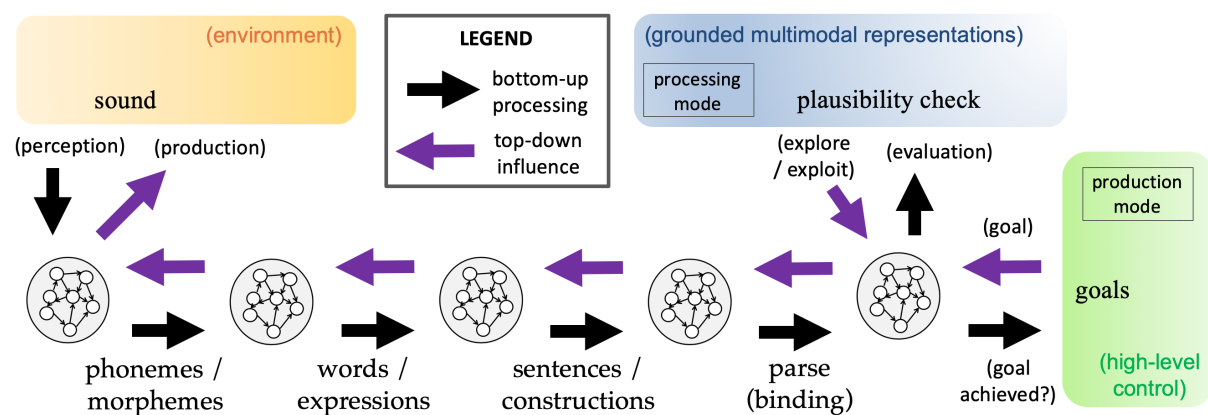 (environment)
sound
LEGEND
bottom-up
processing
top-down
influence
(grounded multimodal representations)
processing
mode
plausibility check
(perception)
(production)
(explore
/ exploit)
(evaluation)
production
mode
(goal)
goals
(high-level
control)
phonemes /
morphemes
words /
expressions
sentences /
constructions
parse
(binding)
(goal
achieved?)